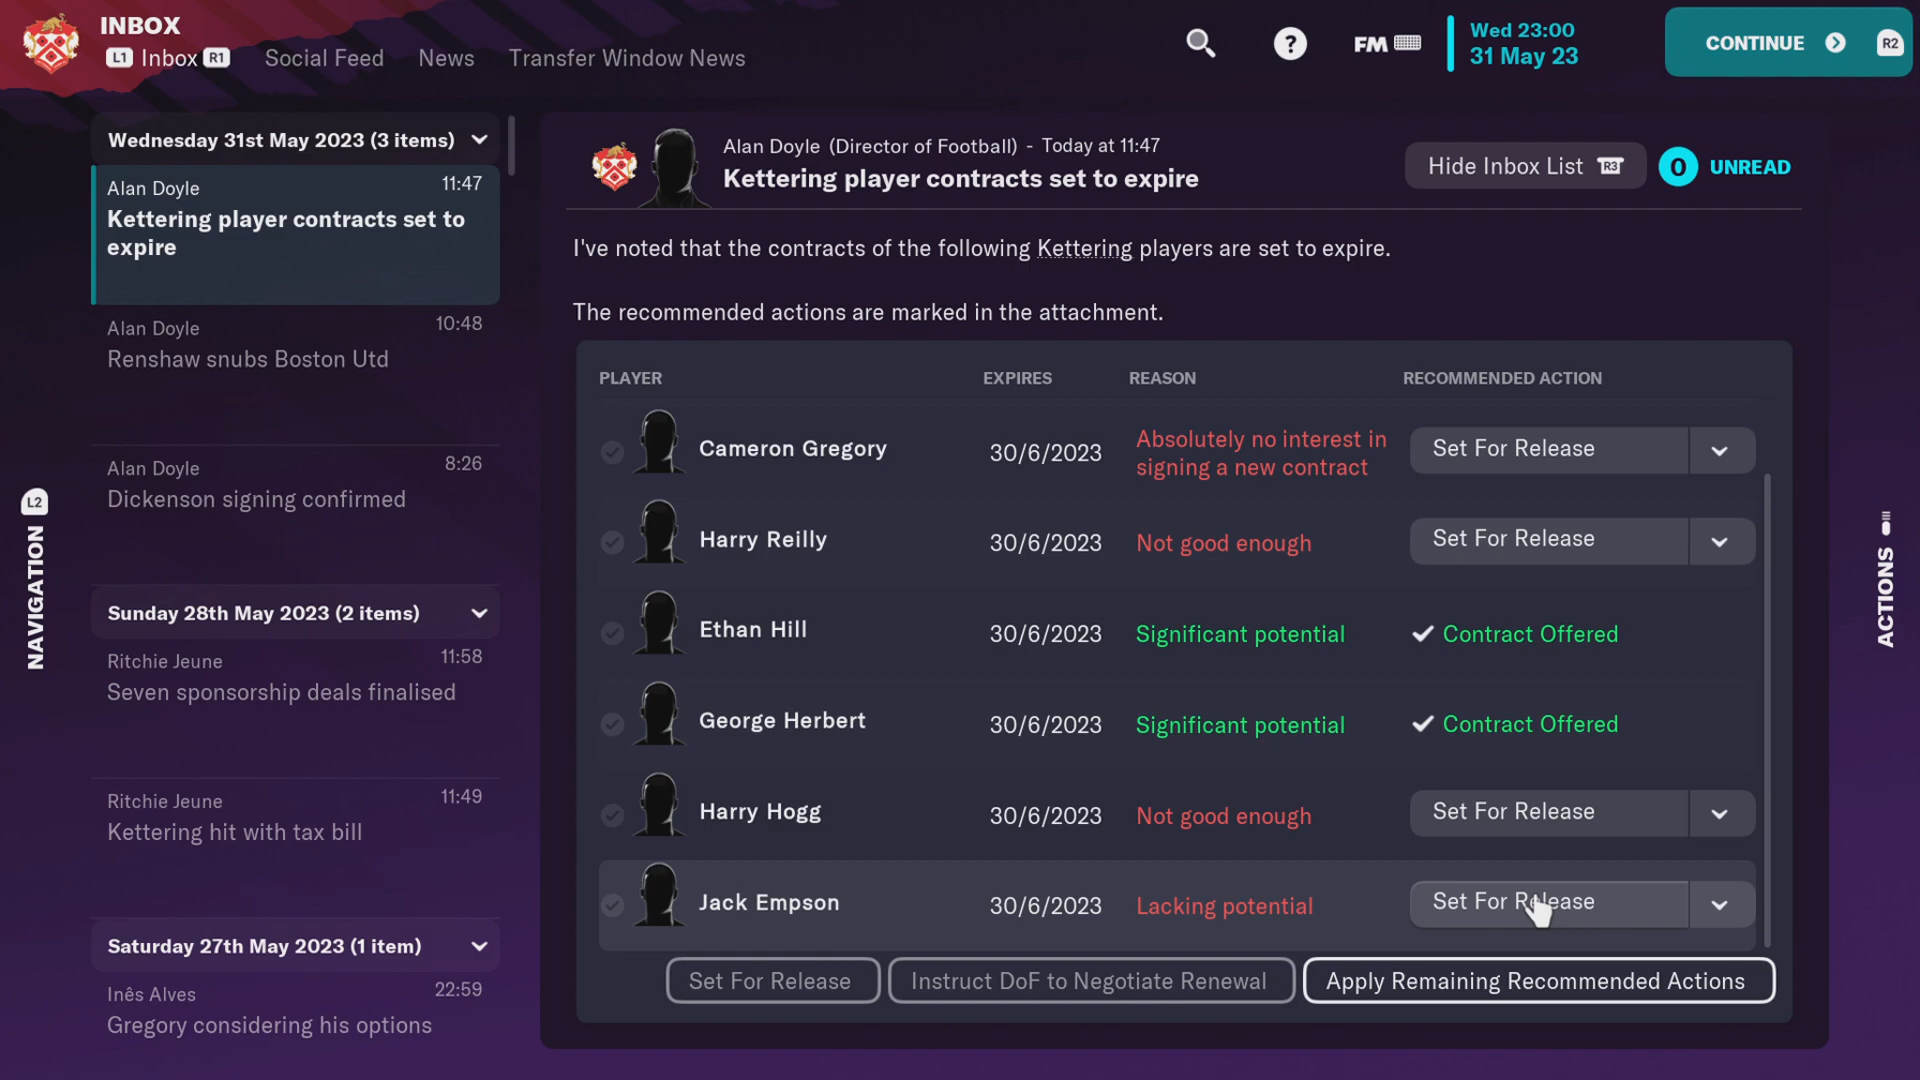 INBOX
L1 Inbox R1 Social Feed News Transfer Window News
?
FM
Wed 23:00
31 May 23
CONTINUE R2
Wednesday 31st May 2023 (3 items)
Alan Doyle 11:47
Kettering player contracts set to
expire
Alan Doyle 10:48
Renshaw snubs Boston Utd
Alan Doyle 8:26
Dickenson signing confirmed
Sunday 28th May 2023 (2 items)
Ritchie Jeune 11:58
Seven sponsorship deals finalised
Ritchie Jeune 11:49
Kettering hit with tax bill
Saturday 27th May 2023 (1 item)
Inês Alves 22:59
Gregory considering his options
L2
NAVIGATION
Alan Doyle (Director of Football) - Today at 11:47
Kettering player contracts set to expire
Hide Inbox List R3
0 UNREAD
I've noted that the contracts of the following Kettering players are set to expire.
The recommended actions are marked in the attachment.
PLAYER EXPIRES REASON RECOMMENDED ACTION
Cameron Gregory 30/6/2023 Absolutely no interest in
signing a new contract Set For Release
Harry Reilly 30/6/2023 Not good enough Set For Release
Ethan Hill 30/6/2023 Significant potential Contract Offered
George Herbert 30/6/2023 Significant potential Contract Offered
Harry Hogg 30/6/2023 Not good enough Set For Release
Jack Empson 30/6/2023 Lacking potential Set For Release
Set For Release Instruct DoF to Negotiate Renewal Apply Remaining Recommended Actions
ACTIONS